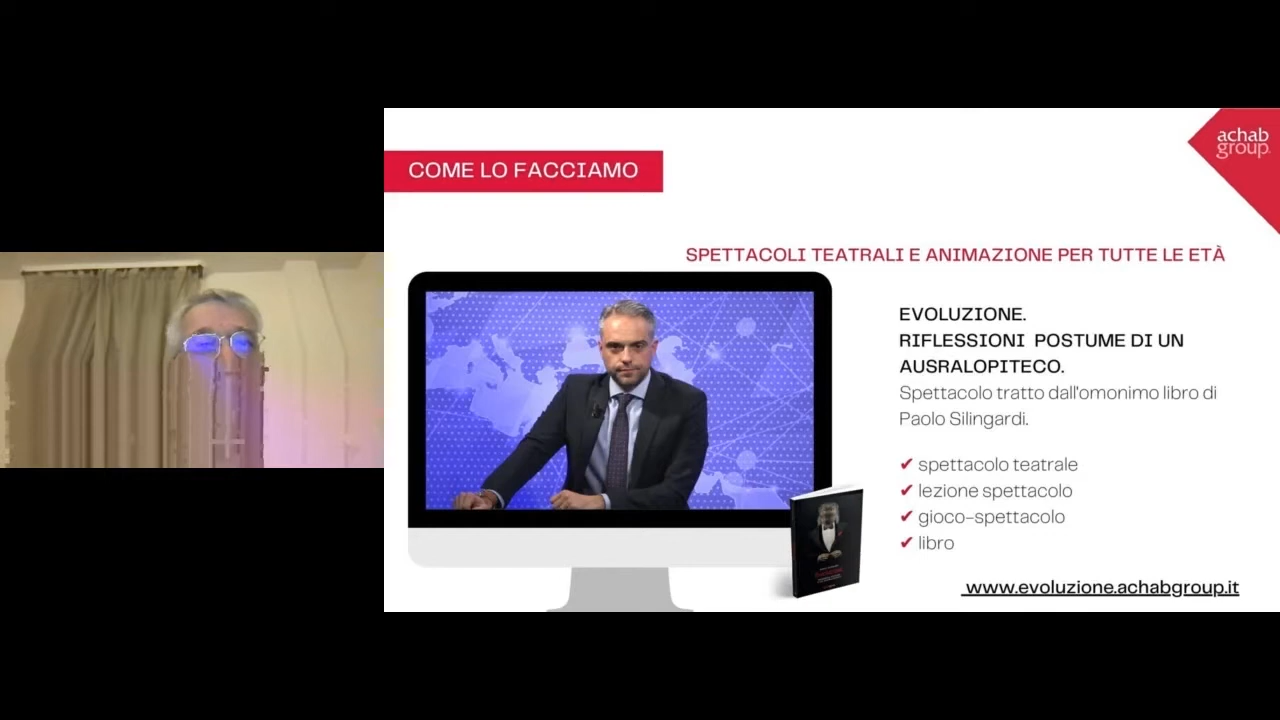 achab
group.
COME LO FACCIAMO
SPETTACOLI TEATRALI E ANIMAZIONE PER TUTTE LE ETÀ
EVOLUZIONE.
RIFLESSIONI POSTUME DI UN
AUSRALOPITECO.
Spettacolo tratto dall'omonimo libro di
Paolo Silingardi.
✔ spettacolo teatrale
✔ lezione spettacolo
✔ gioco-spettacolo
✔ libro
www.evoluzione.achabgroup.it